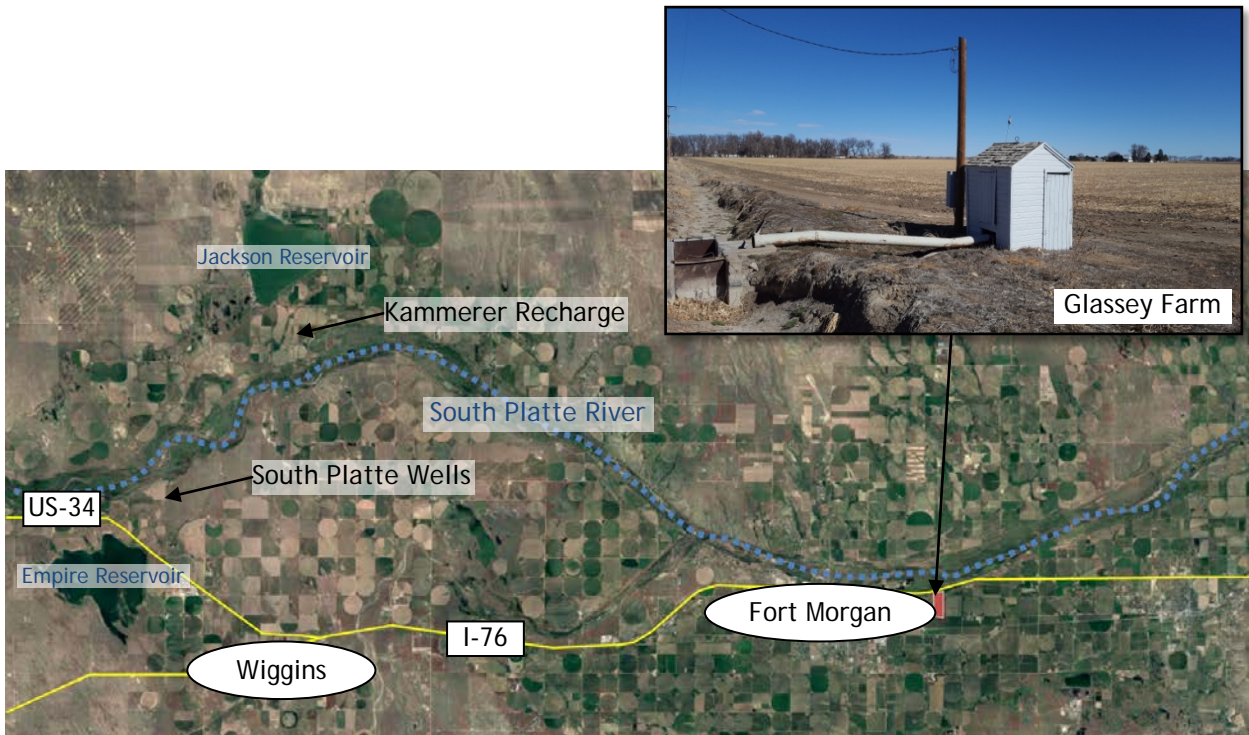 Glassey Farm
Jackson Reservoir
Kammerer Recharge
South Platte River
South Platte Wells
US-34
Empire Reservoir
Fort Morgan
I-76
Wiggins